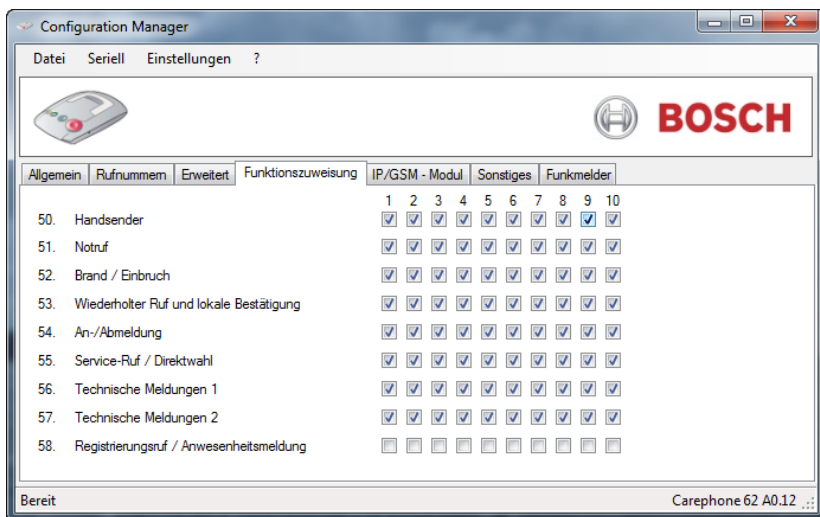 Configuration Manager
Datei Seriell Einstellungen ?
BOSCH
Allgemein Rufnummern Erweitert Funktionszuweisung IP/GSM - Modul Sonstiges Funkmelder
1 2 3 4 5 6 7 8 9 10
50. Handsender
51. Notruf
52. Brand / Einbruch
53. Wiederholter Ruf und lokale Bestätigung
54. An-/Abmeldung
55. Service-Ruf / Direktwahl
56. Technische Meldungen 1
57. Technische Meldungen 2
58. Registrierungsruf / Anwesenheitsmeldung
Bereit Carephone 62 A0.12